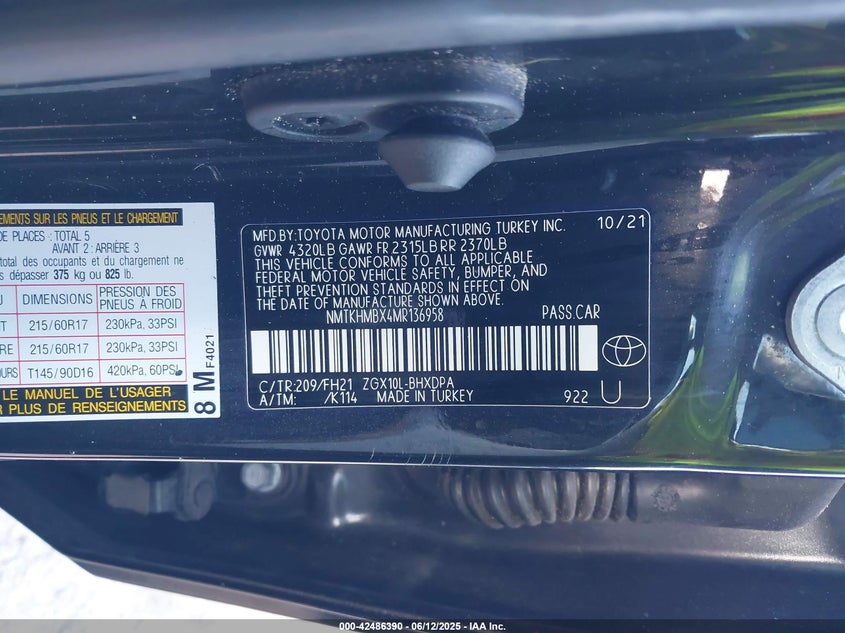 EMENTS SUR LES PNEUS ET LE CHARGEMENT
DE PLACES : TOTAL 5
AVANT 2 : ARRIÈRE 3
total des occupants et du chargement ne
s dépasser 375 kg ou 825 lb.
U DIMENSIONS PRESSION DES PNEUS À FROID
NT 215/60R17 230kPa, 33PSI
RE 215/60R17 230kPa, 33PSI
OURS T145/90D16 420kPa, 60PSI
LE MANUEL DE L'USAGER
R PLUS DE RENSEIGNEMENTS
8 M F4021
MFD.BY:TOYOTA MOTOR MANUFACTURING TURKEY INC. 10/21
GVWR 4320LB GAWR FR 2315LB RR 2370LB
THIS VEHICLE CONFORMS TO ALL APPLICABLE
FEDERAL MOTOR VEHICLE SAFETY, BUMPER, AND
THEFT PREVENTION STANDARDS IN EFFECT ON
THE DATE OF MANUFACTURE SHOWN ABOVE.
NMTKHMBX4MR136958 PASS.CAR
C/TR:209/FH21 ZGX10L-BHXDPA
A/TM: /K114 MADE IN TURKEY 922 U
000-42486390 - 06/12/2025 - IAA Inc.